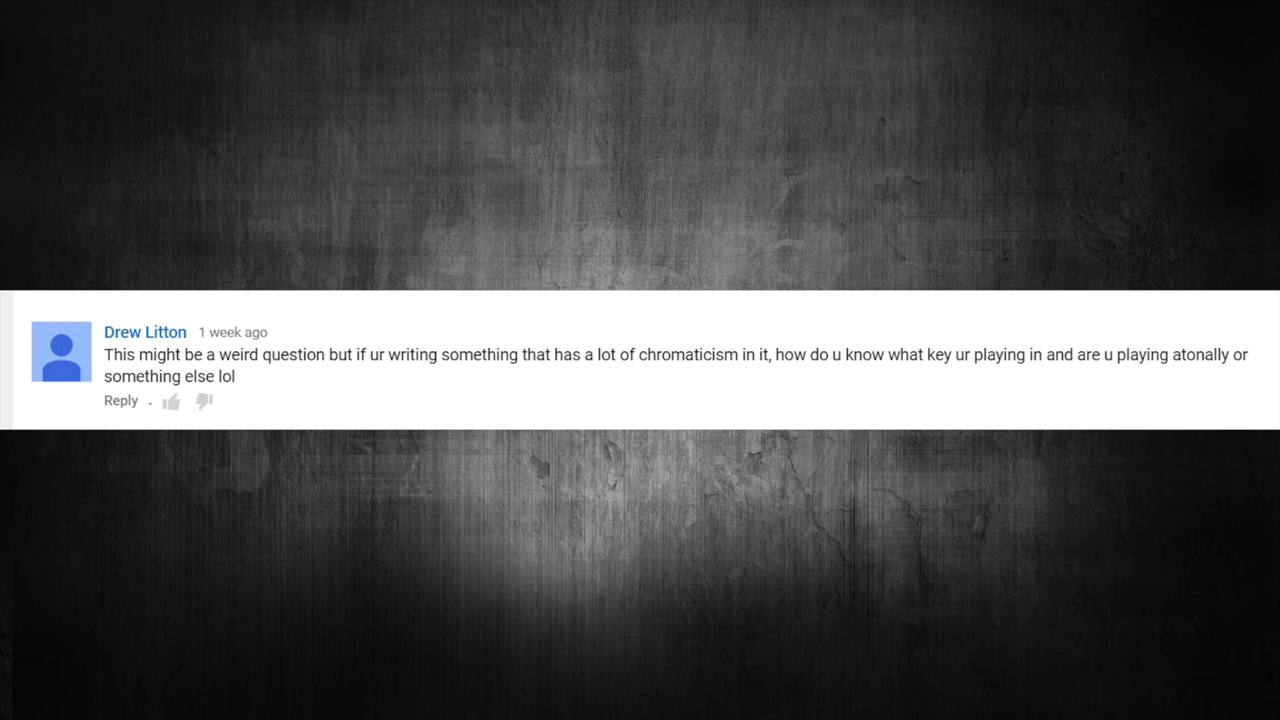 Drew Litton 1 week ago
This might be a weird question but if ur writing something that has a lot of chromaticism in it, how do u know what key ur playing in and are u playing atonally or
something else lol
Reply .